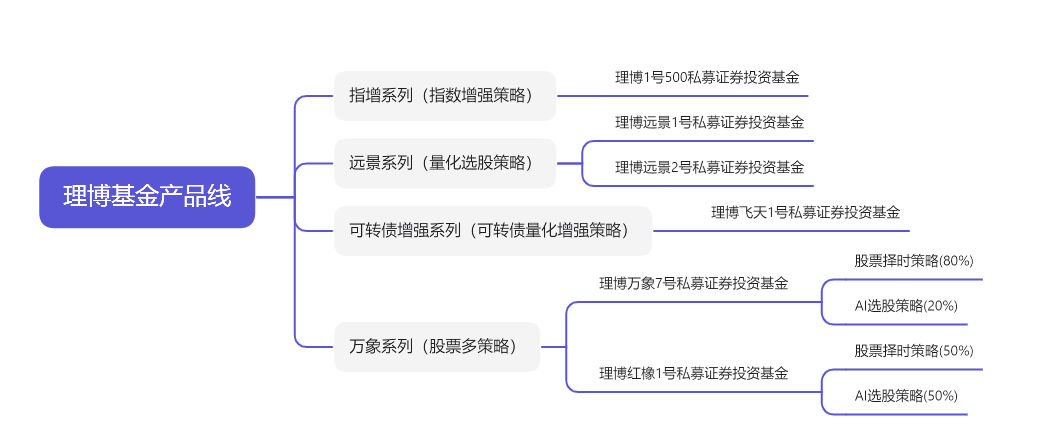 理博基金产品线
指增系列（指数增强策略）
理博1号500私募证券投资基金
远景系列（量化选股策略）
理博远景1号私募证券投资基金
理博远景2号私募证券投资基金
可转债增强系列（可转债量化增强策略）
理博飞天1号私募证券投资基金
万象系列（股票多策略）
理博万象7号私募证券投资基金
股票择时策略(80%)
AI选股策略(20%)
理博红橡1号私募证券投资基金
股票择时策略(50%)
AI选股策略(50%)